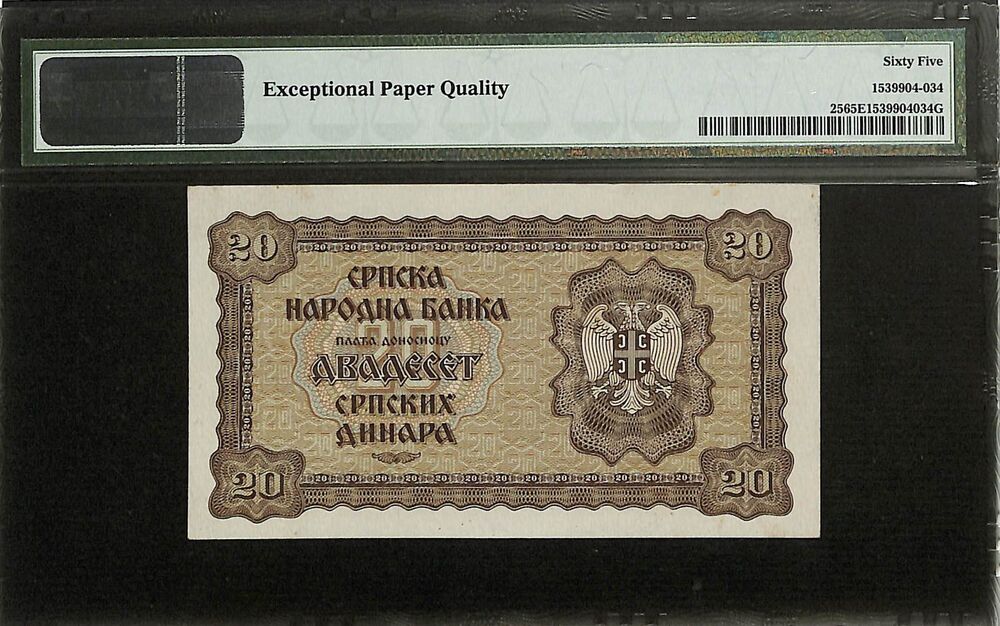 Sixty Five
Exceptional Paper Quality
1539904-034
2565E1539904034G
20 20
СРПСКА
НАРОДНА БАНКА
ПЛАЋА ДОНОСИОЦУ
ДВАДЕСЕТ
СРПСКИХ
ДИНАРА
20 20